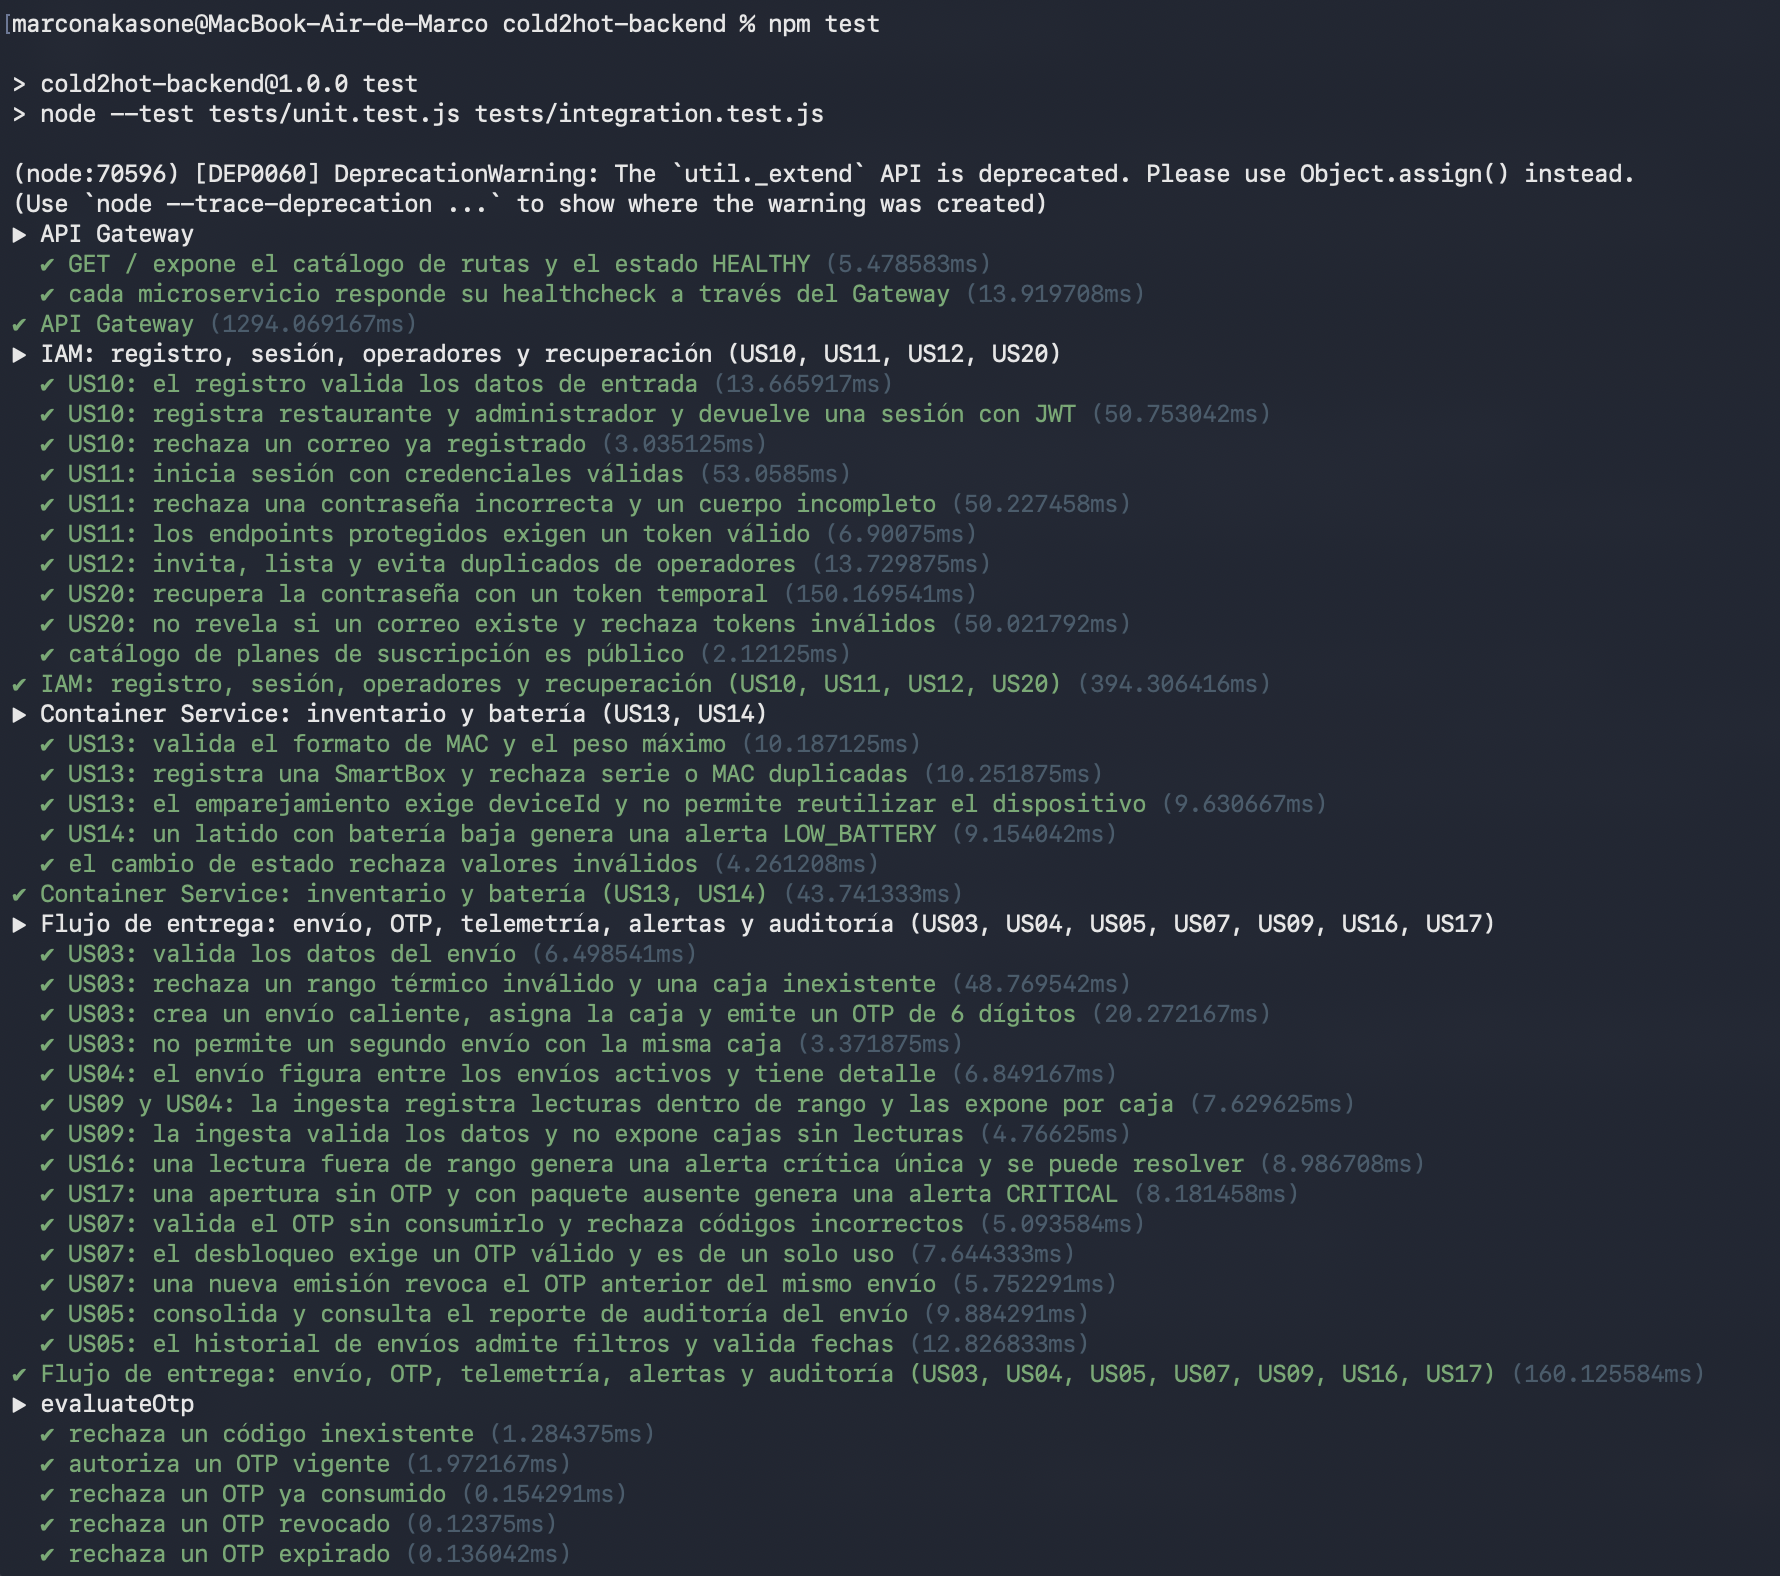 marconakasone@MacBook-Air-de-Marco cold2hot-backend % npm test
> cold2hot-backend@1.0.0 test
> node --test tests/unit.test.js tests/integration.test.js
(node:70596) [DEP0060] DeprecationWarning: The `util._extend` API is deprecated. Please use Object.assign() instead.
(Use `node --trace-deprecation ...` to show where the warning was created)
▶ API Gateway
✔ GET / expone el catálogo de rutas y el estado HEALTHY (5.478583ms)
✔ cada microservicio responde su healthcheck a través del Gateway (13.919708ms)
✔ API Gateway (1294.069167ms)
▶ IAM: registro, sesión, operadores y recuperación (US10, US11, US12, US20)
✔ US10: el registro valida los datos de entrada (13.665917ms)
✔ US10: registra restaurante y administrador y devuelve una sesión con JWT (50.753042ms)
✔ US10: rechaza un correo ya registrado (3.035125ms)
✔ US11: inicia sesión con credenciales válidas (53.0585ms)
✔ US11: rechaza una contraseña incorrecta y un cuerpo incompleto (50.227458ms)
✔ US11: los endpoints protegidos exigen un token válido (6.90075ms)
✔ US12: invita, lista y evita duplicados de operadores (13.729875ms)
✔ US20: recupera la contraseña con un token temporal (150.169541ms)
✔ US20: no revela si un correo existe y rechaza tokens inválidos (50.021792ms)
✔ catálogo de planes de suscripción es público (2.12125ms)
✔ IAM: registro, sesión, operadores y recuperación (US10, US11, US12, US20) (394.306416ms)
▶ Container Service: inventario y batería (US13, US14)
✔ US13: valida el formato de MAC y el peso máximo (10.187125ms)
✔ US13: registra una SmartBox y rechaza serie o MAC duplicadas (10.251875ms)
✔ US13: el emparejamiento exige deviceId y no permite reutilizar el dispositivo (9.630667ms)
✔ US14: un latido con batería baja genera una alerta LOW_BATTERY (9.154042ms)
✔ el cambio de estado rechaza valores inválidos (4.261208ms)
✔ Container Service: inventario y batería (US13, US14) (43.741333ms)
▶ Flujo de entrega: envío, OTP, telemetría, alertas y auditoría (US03, US04, US05, US07, US09, US16, US17)
✔ US03: valida los datos del envío (6.498541ms)
✔ US03: rechaza un rango térmico inválido y una caja inexistente (48.769542ms)
✔ US03: crea un envío caliente, asigna la caja y emite un OTP de 6 dígitos (20.272167ms)
✔ US03: no permite un segundo envío con la misma caja (3.371875ms)
✔ US04: el envío figura entre los envíos activos y tiene detalle (6.849167ms)
✔ US09 y US04: la ingesta registra lecturas dentro de rango y las expone por caja (7.629625ms)
✔ US09: la ingesta valida los datos y no expone cajas sin lecturas (4.76625ms)
✔ US16: una lectura fuera de rango genera una alerta crítica única y se puede resolver (8.986708ms)
✔ US17: una apertura sin OTP y con paquete ausente genera una alerta CRITICAL (8.181458ms)
✔ US07: valida el OTP sin consumirlo y rechaza códigos incorrectos (5.093584ms)
✔ US07: el desbloqueo exige un OTP válido y es de un solo uso (7.644333ms)
✔ US07: una nueva emisión revoca el OTP anterior del mismo envío (5.752291ms)
✔ US05: consolida y consulta el reporte de auditoría del envío (9.884291ms)
✔ US05: el historial de envíos admite filtros y valida fechas (12.826833ms)
✔ Flujo de entrega: envío, OTP, telemetría, alertas y auditoría (US03, US04, US05, US07, US09, US16, US17) (160.125584ms)
▶ evaluateOtp
✔ rechaza un código inexistente (1.284375ms)
✔ autoriza un OTP vigente (1.972167ms)
✔ rechaza un OTP ya consumido (0.154291ms)
✔ rechaza un OTP revocado (0.12375ms)
✔ rechaza un OTP expirado (0.136042ms)